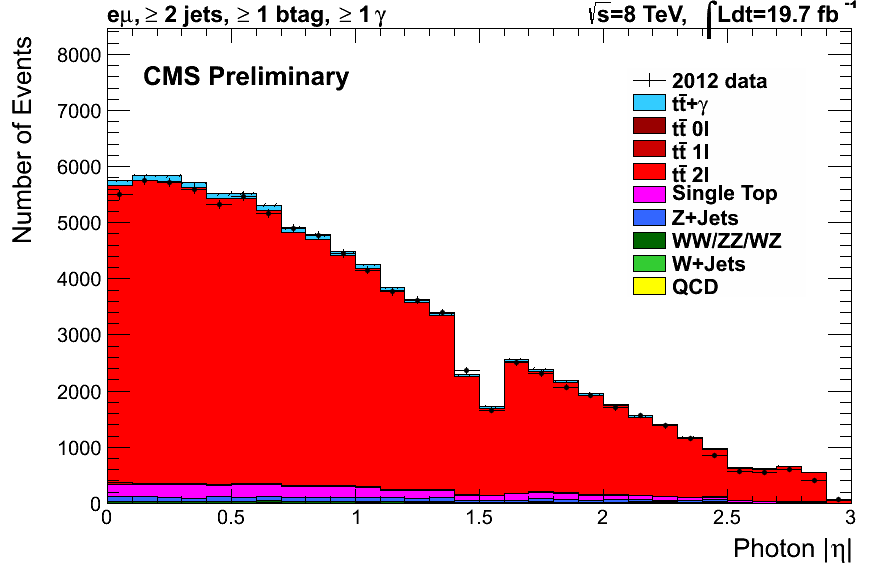 eμ, ≥ 2 jets, ≥ 1 btag, ≥ 1 γ √s=8 TeV, ∫Ldt=19.7 fb⁻¹
CMS Preliminary
2012 data
tt̄+γ
tt̄ 0l
tt̄ 1l
tt̄ 2l
Single Top
Z+Jets
WW/ZZ/WZ
W+Jets
QCD
Number of Events
8000
7000
6000
5000
4000
3000
2000
1000
0
0 0.5 1 1.5 2 2.5 3
Photon |η|